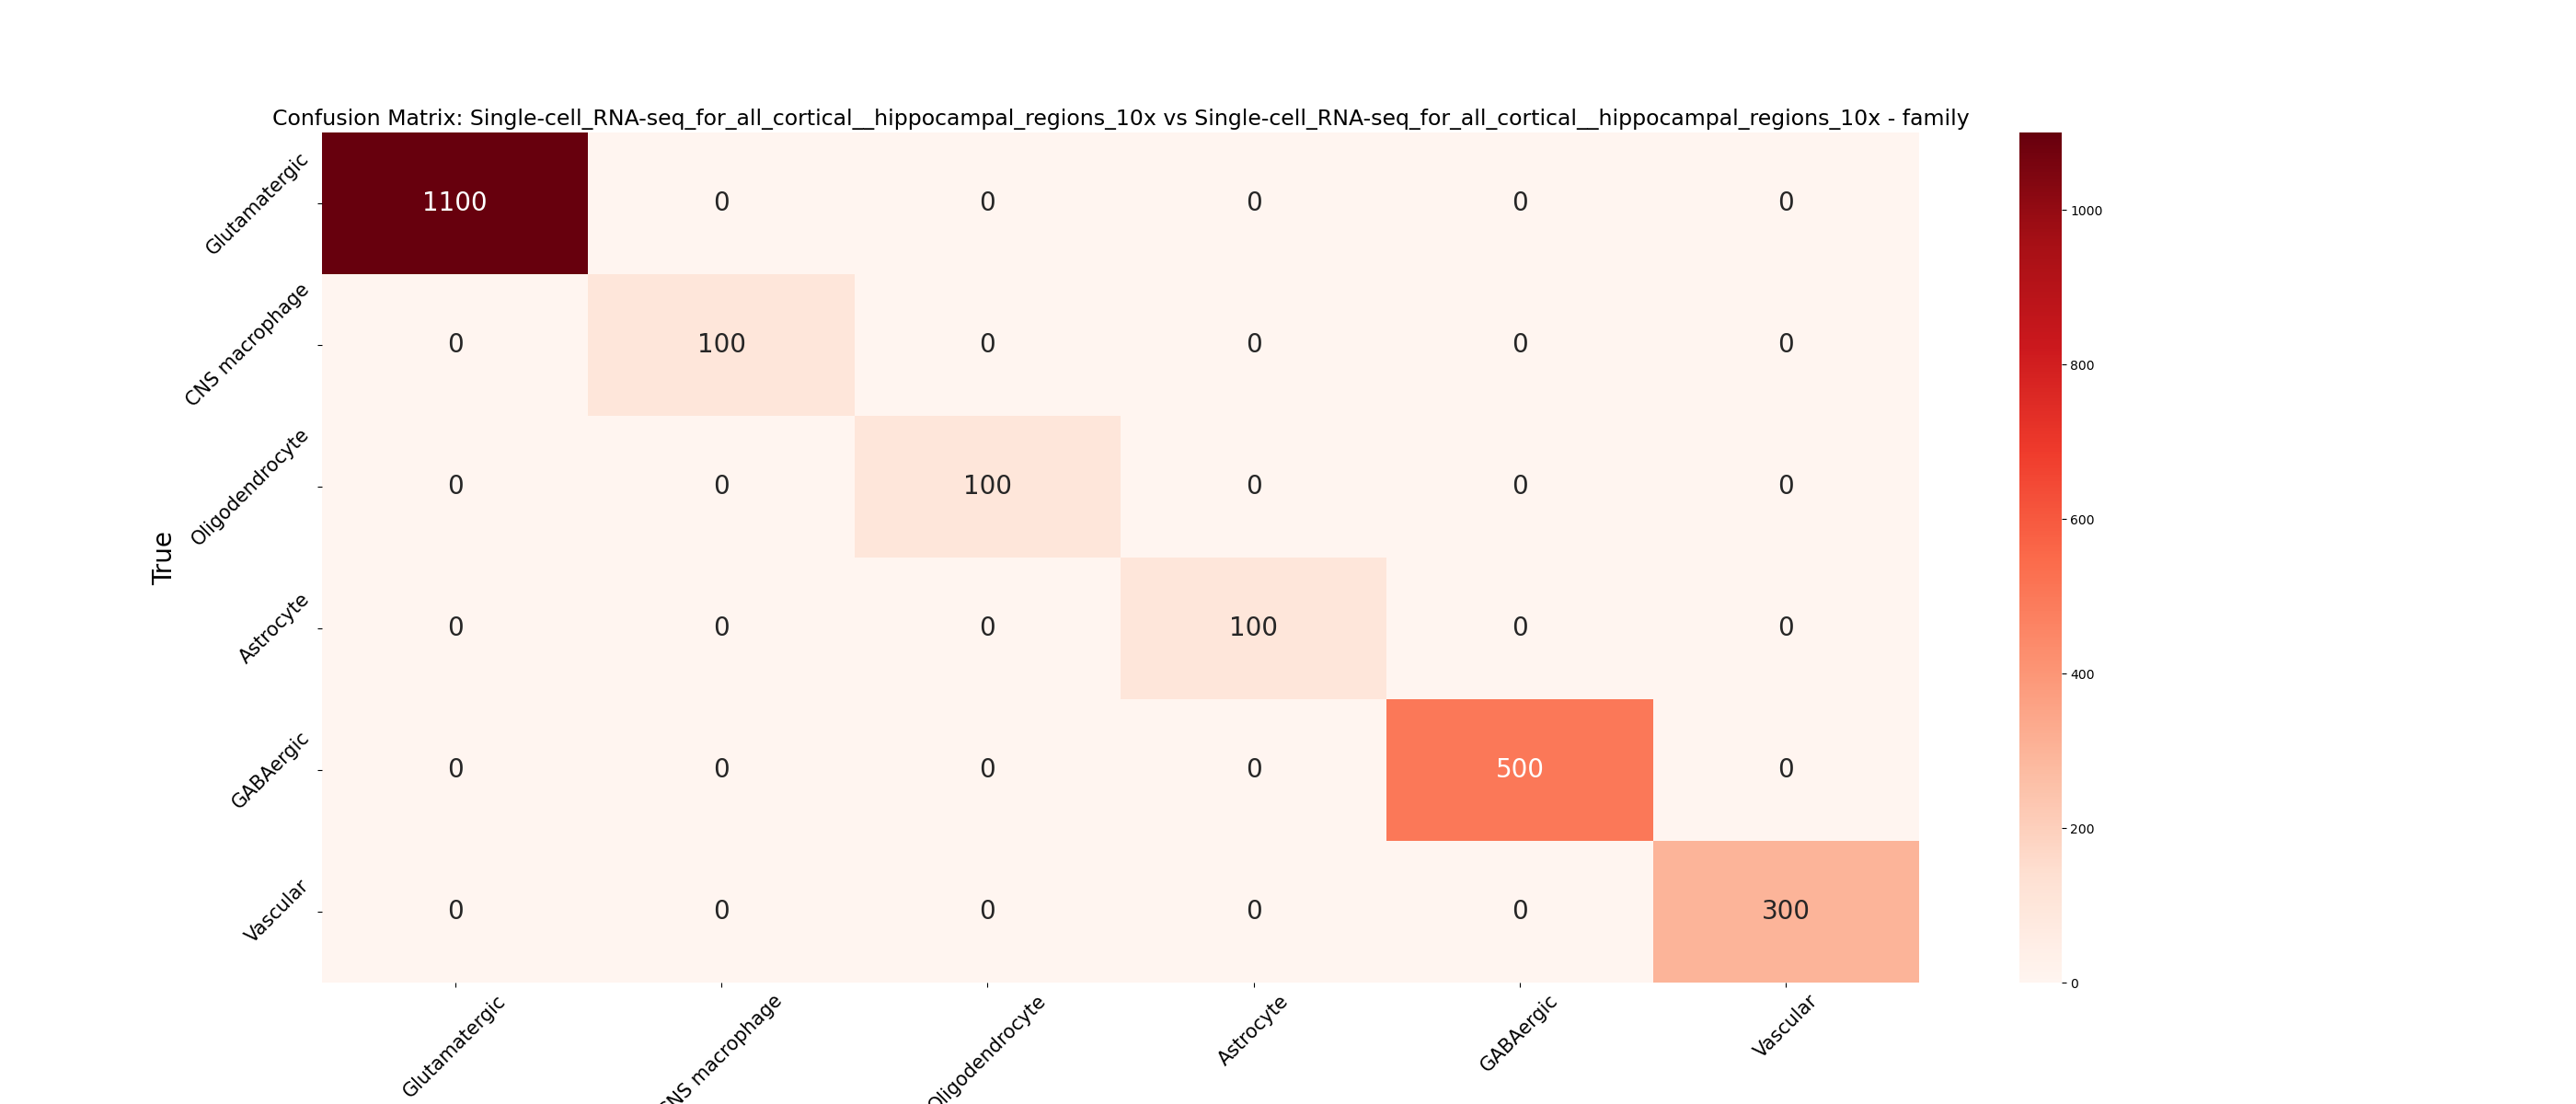 Confusion Matrix: Single-cell_RNA-seq_for_all_cortical__hippocampal_regions_10x vs Single-cell_RNA-seq_for_all_cortical__hippocampal_regions_10x - family
True
Glutamatergic 1100 0 0 0 0 0
CNS macrophage 0 100 0 0 0 0
Oligodendrocyte 0 0 100 0 0 0
Astrocyte 0 0 0 100 0 0
GABAergic 0 0 0 0 500 0
Vascular 0 0 0 0 0 300
Glutamatergic CNS macrophage Oligodendrocyte Astrocyte GABAergic Vascular
1000
800
600
400
200
0